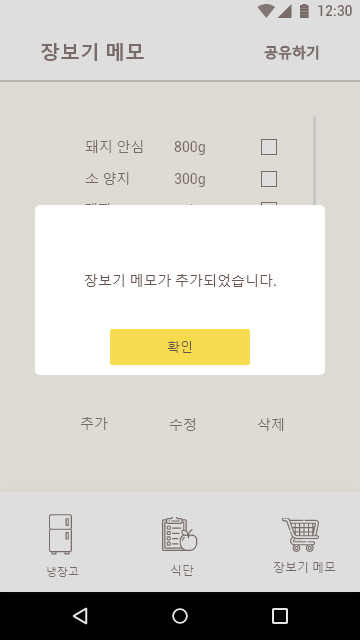 12:30
장보기 메모 공유하기
돼지 안심 800g
소 양지 300g
장보기 메모가 추가되었습니다.
확인
추가 수정 삭제
냉장고 식단 장보기 메모